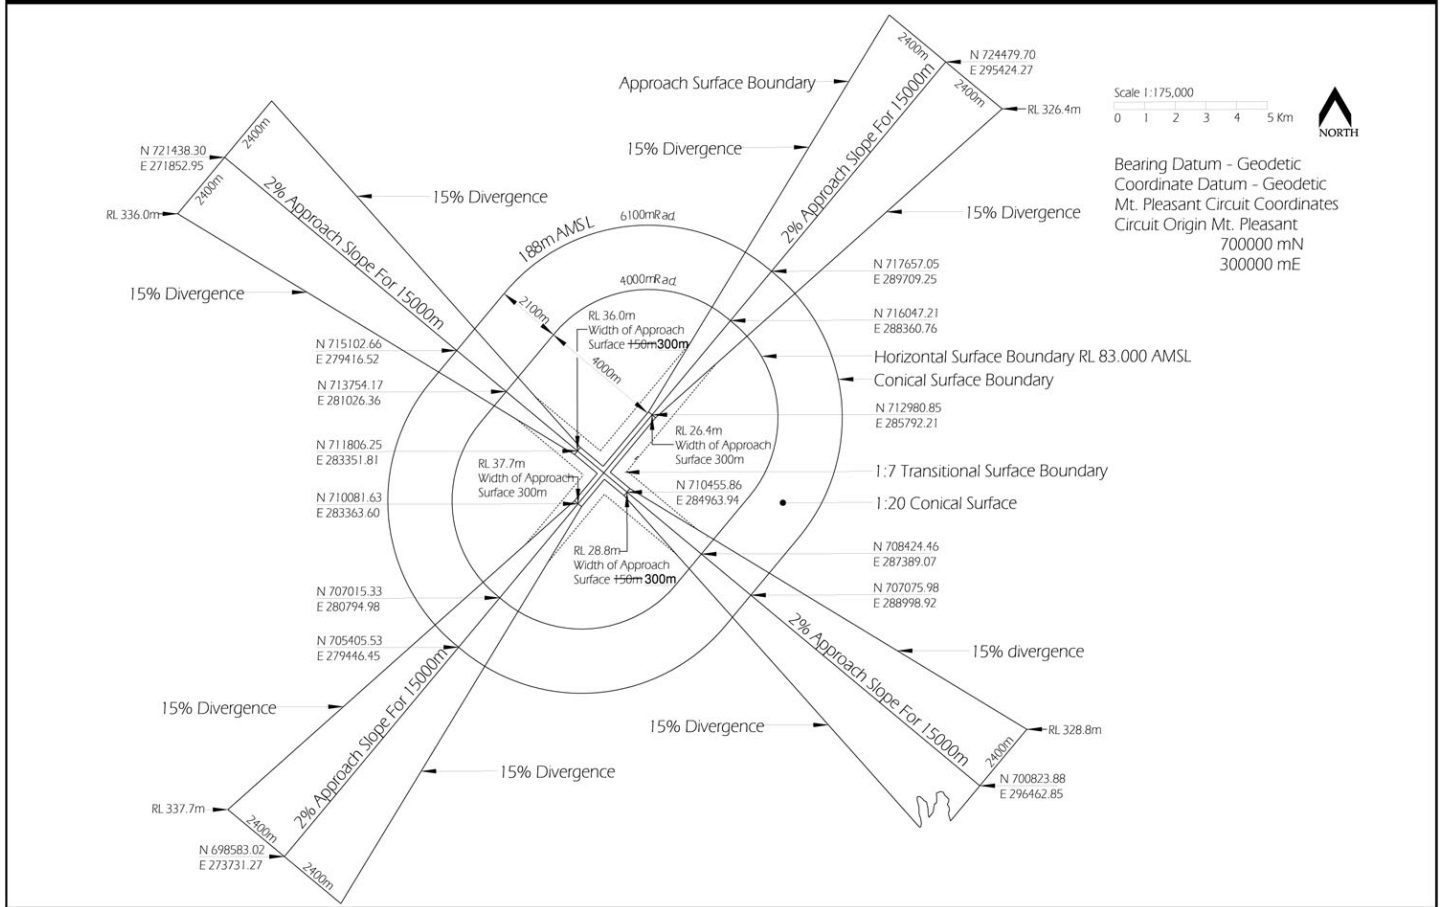 2400m
N 724479.70
E 295424.27
2400m
RL 326.4m
Approach Surface Boundary
2% Approach Slope For 15000m
15% Divergence
15% Divergence
Scale 1:175,000
0 1 2 3 4 5 Km
NORTH
Bearing Datum - Geodetic
Coordinate Datum - Geodetic
Mt. Pleasant Circuit Coordinates
Circuit Origin Mt. Pleasant
700000 mN
300000 mE
2400m
N 721438.30
E 271852.95
2400m
RL 336.0m
2% Approach Slope For 15000m
15% Divergence
15% Divergence
188m AMSL
6100mRad.
4000mRad.
2100m
4000m
RL 36.0m
Width of Approach
Surface 150m 300m
N 717657.05
E 289709.25
N 716047.21
E 288360.76
Horizontal Surface Boundary RL 83.000 AMSL
Conical Surface Boundary
N 715102.66
E 279416.52
N 713754.17
E 281026.36
N 712980.85
E 285792.21
RL 26.4m
Width of Approach
Surface 300m
N 711806.25
E 283351.81
RL 37.7m
Width of Approach
Surface 300m
1:7 Transitional Surface Boundary
N 710455.86
E 284963.94
N 710081.63
E 283363.60
1:20 Conical Surface
RL 28.8m
Width of Approach
Surface 150m 300m
N 708424.46
E 287389.07
N 707075.98
E 288998.92
N 707015.33
E 280794.98
N 705405.53
E 279446.45
2% Approach Slope For 15000m
15% divergence
15% Divergence
2400m
RL 328.8m
N 700823.88
E 296462.85
2% Approach Slope For 15000m
15% Divergence
15% Divergence
RL 337.7m
2400m
N 698583.02
E 273731.27
2400m